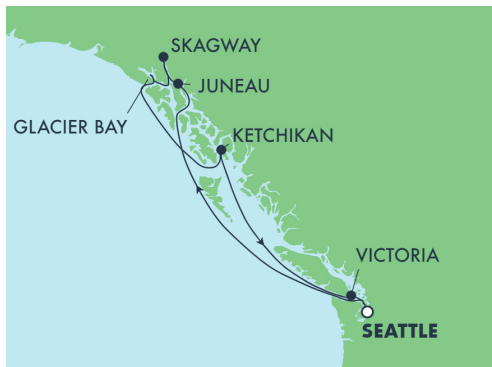 SKAGWAY
JUNEAU
GLACIER BAY
KETCHIKAN
VICTORIA
SEATTLE